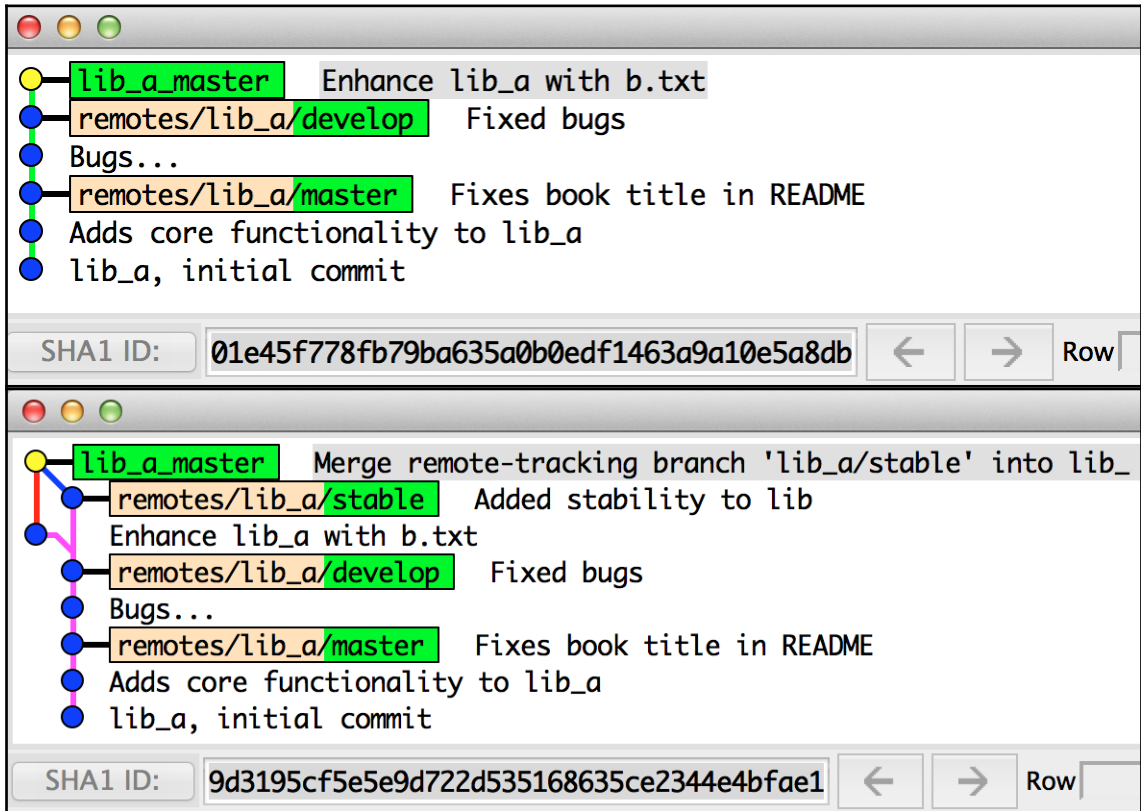 lib_a_master Enhance lib_a with b.txt
remotes/lib_a/develop Fixed bugs
Bugs...
remotes/lib_a/master Fixes book title in README
Adds core functionality to lib_a
lib_a, initial commit
SHA1 ID: 01e45f778fb79ba635a0b0edf1463a9a10e5a8db ← → Row
lib_a_master Merge remote-tracking branch 'lib_a/stable' into lib_
remotes/lib_a/stable Added stability to lib
Enhance lib_a with b.txt
remotes/lib_a/develop Fixed bugs
Bugs...
remotes/lib_a/master Fixes book title in README
Adds core functionality to lib_a
lib_a, initial commit
SHA1 ID: 9d3195cf5e5e9d722d535168635ce2344e4bfae1 ← → Row